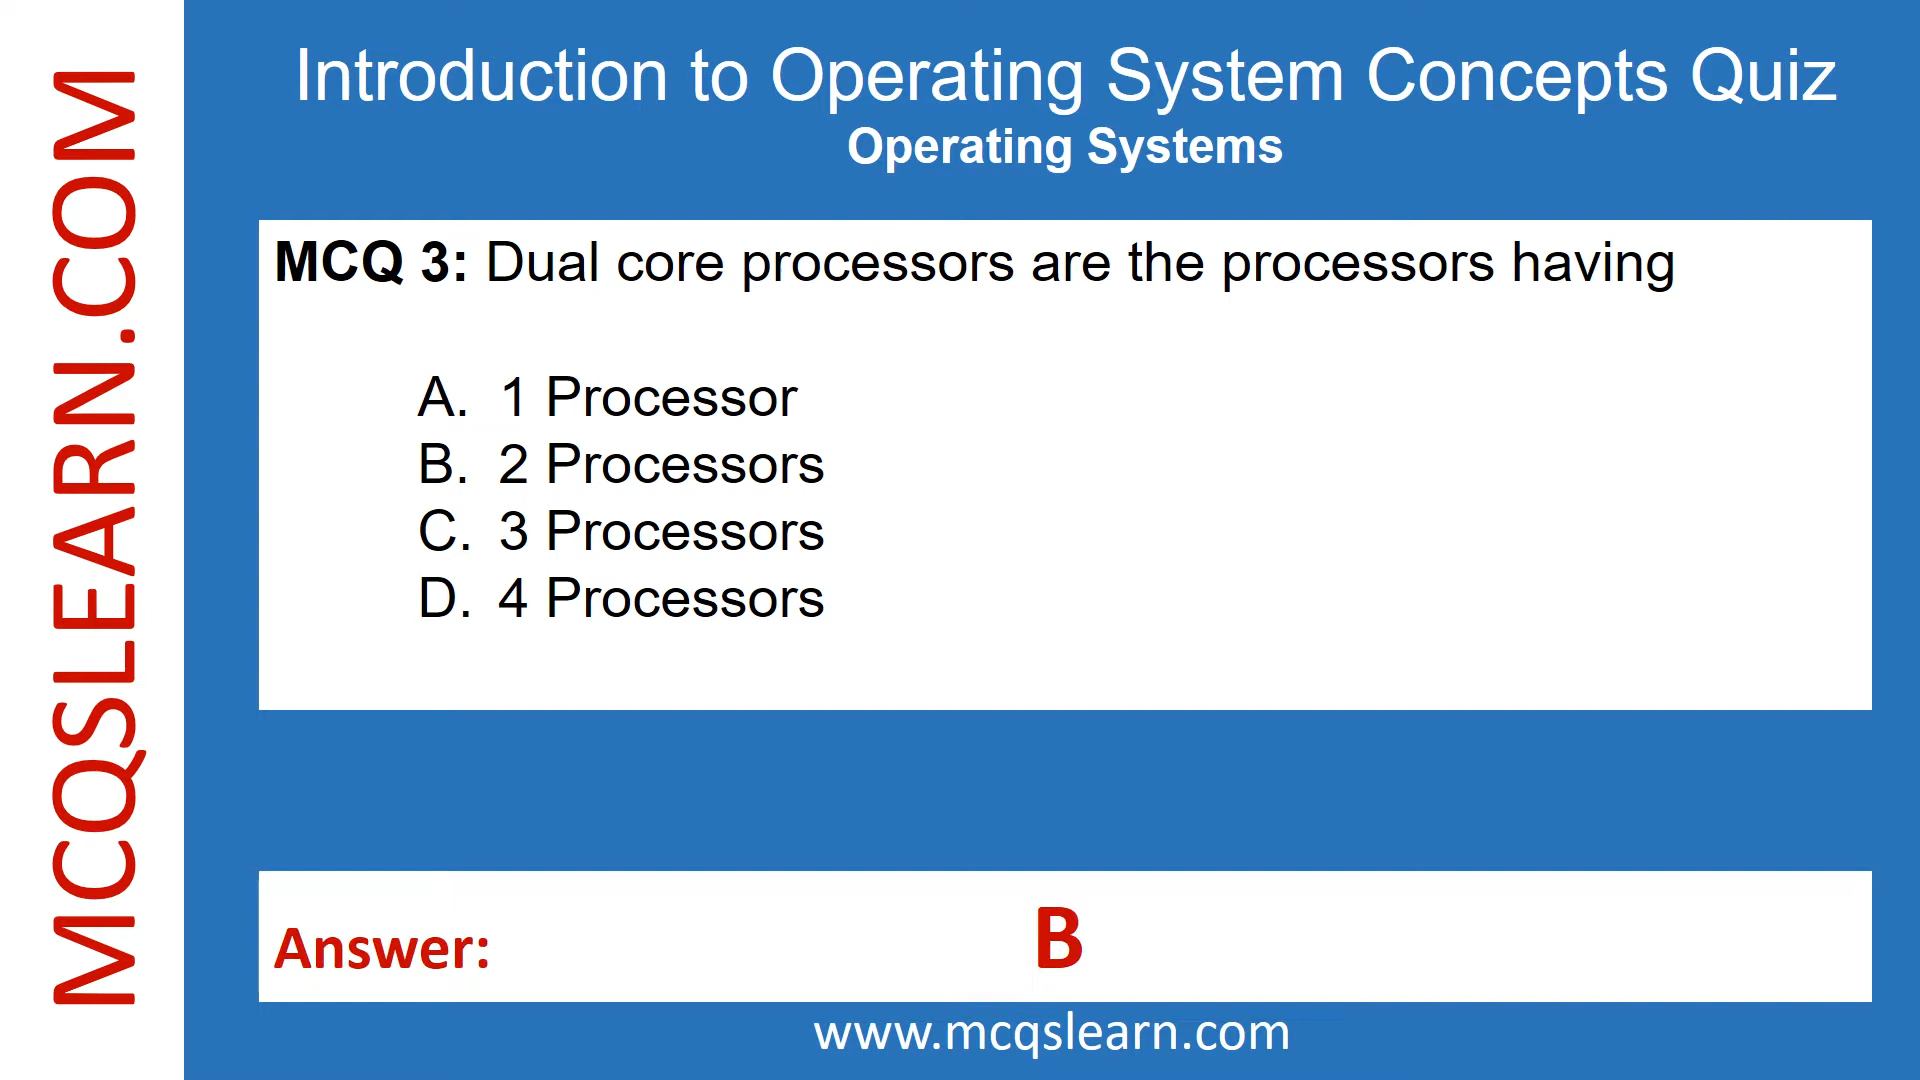 MCQSLEARN.COM
Introduction to Operating System Concepts Quiz
Operating Systems
MCQ 3: Dual core processors are the processors having
A. 1 Processor
B. 2 Processors
C. 3 Processors
D. 4 Processors
Answer: B
www.mcqslearn.com